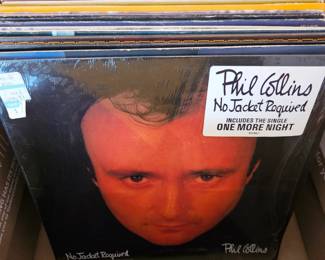 Phil Collins
No Jacket Required
INCLUDES THE SINGLE
ONE MORE NIGHT
No Jacket Required
Phil Collins